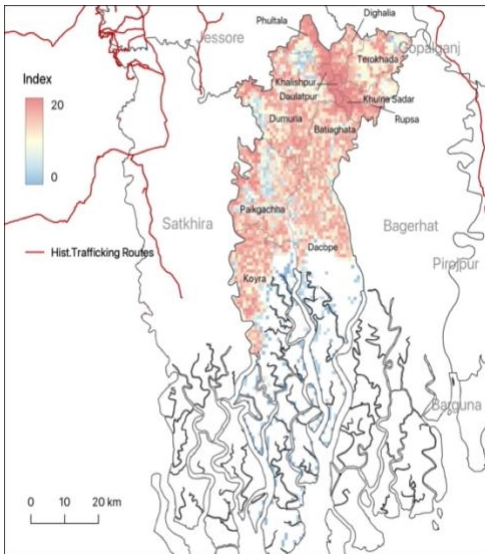 Dighalia
Phultala
Jessore
Gopalganj
Terokhada
Index
Khalishpur
20
Daulatpur
Khulne Sadar
Dumuria
Rupsa
Batiaghata
0
Paikgachha
Satkhira
Bagerhat
Hist.Trafficking Routes
Dacope
Pirojpur
Koyra
Barguna
0 10 20 km